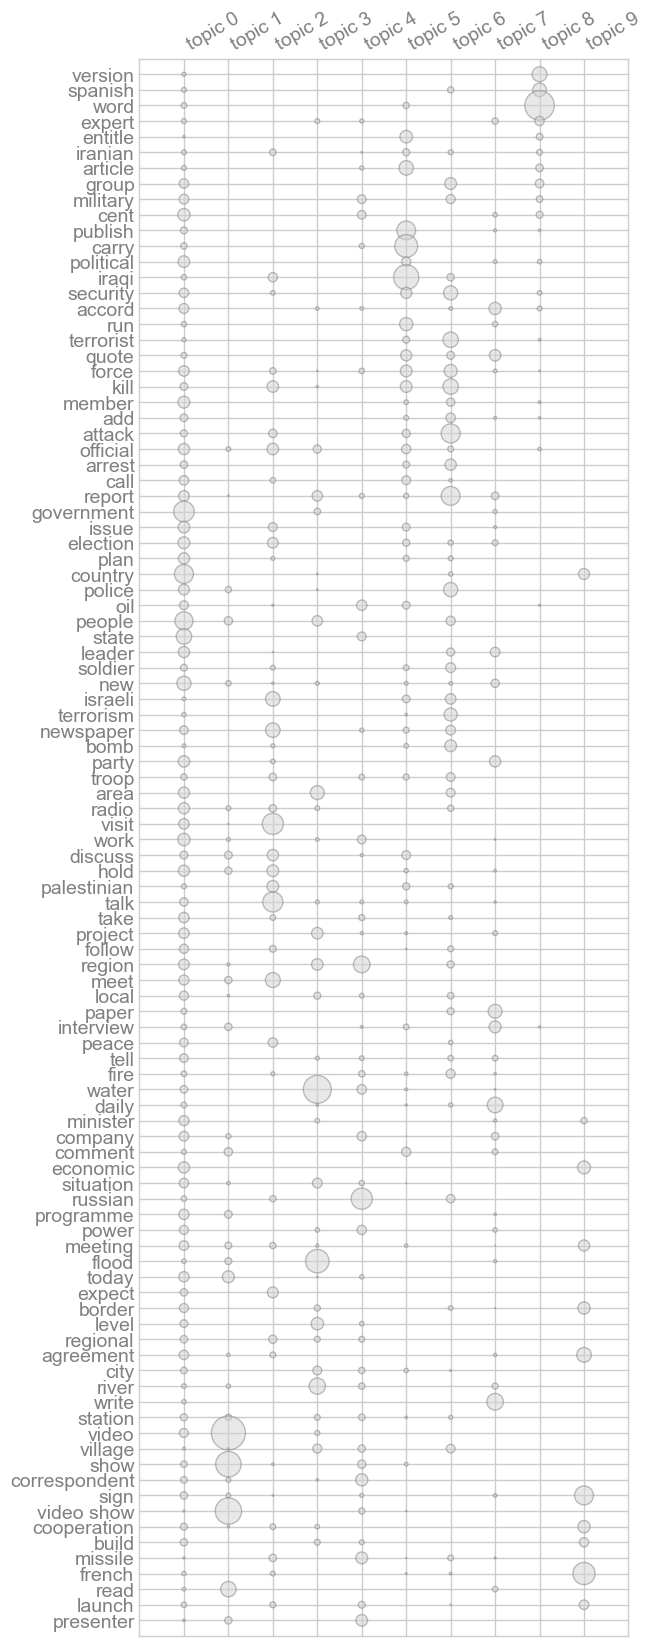 topic 0 topic 1 topic 2 topic 3 topic 4 topic 5 topic 6 topic 7 topic 8 topic 9
version
spanish
word
expert
entitle
iranian
article
group
military
cent
publish
carry
political
iraqi
security
accord
run
terrorist
quote
force
kill
member
add
attack
official
arrest
call
report
government
issue
election
plan
country
police
oil
people
state
leader
soldier
new
israeli
terrorism
newspaper
bomb
party
troop
area
radio
visit
work
discuss
hold
palestinian
talk
take
project
follow
region
meet
local
paper
interview
peace
tell
fire
water
daily
minister
company
comment
economic
situation
russian
programme
power
meeting
flood
today
expect
border
level
regional
agreement
city
river
write
station
video
village
show
correspondent
sign
video show
cooperation
build
missile
french
read
launch
presenter